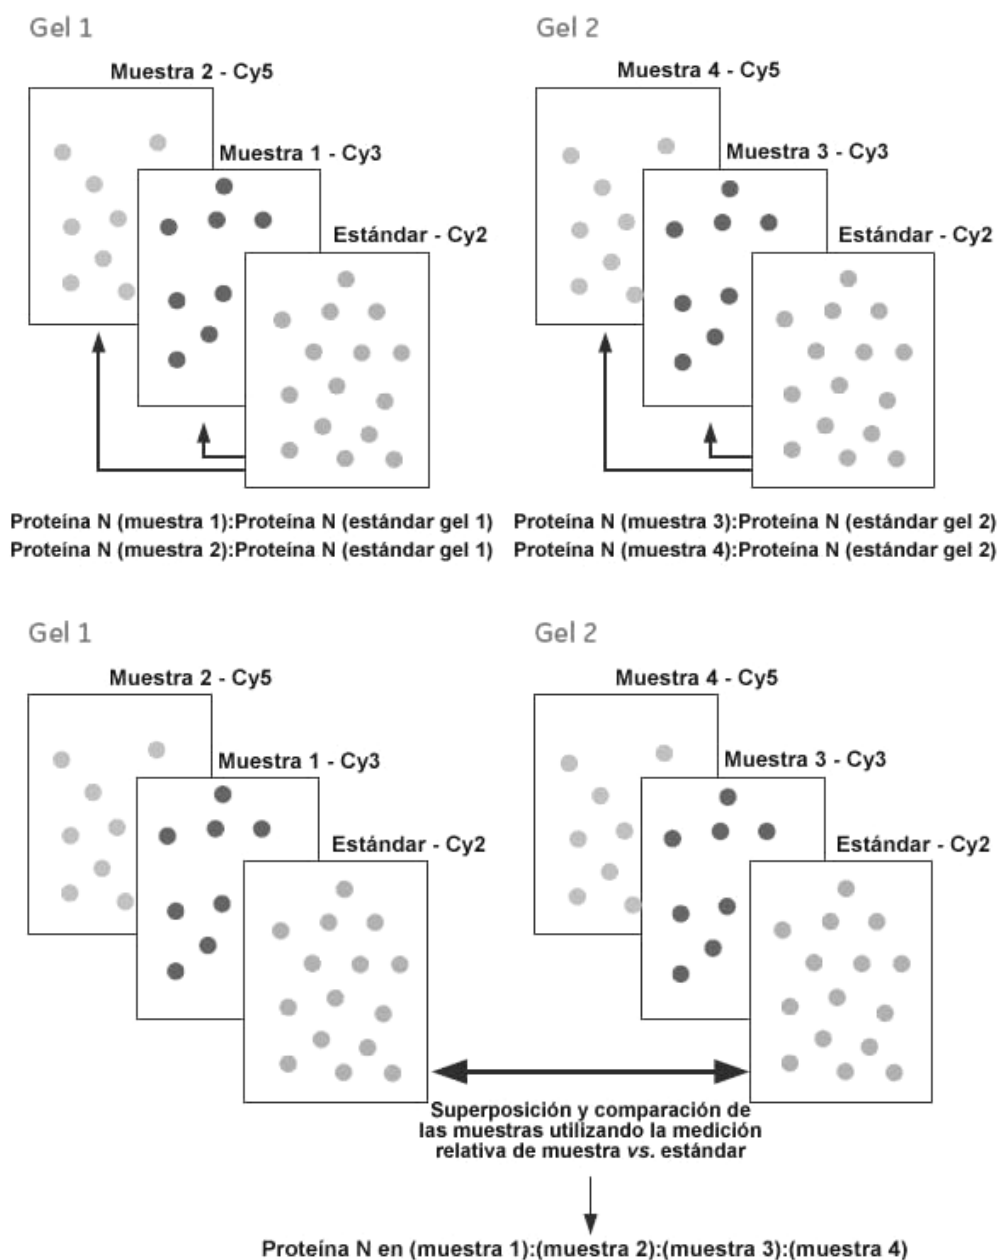 Gel 1
Gel 2
Muestra 2 - Cy5
Muestra 4 - Cy5
Muestra 1 - Cy3
Muestra 3 - Cy3
Estándar - Cy2
Estándar - Cy2
Proteína N (muestra 1):Proteína N (estándar gel 1)
Proteína N (muestra 2):Proteína N (estándar gel 1)
Proteína N (muestra 3):Proteína N (estándar gel 2)
Proteína N (muestra 4):Proteína N (estándar gel 2)
Gel 1
Gel 2
Muestra 2 - Cy5
Muestra 4 - Cy5
Muestra 1 - Cy3
Muestra 3 - Cy3
Estándar - Cy2
Estándar - Cy2
Superposición y comparación de
las muestras utilizando la medición
relativa de muestra vs. estándar
Proteína N en (muestra 1):(muestra 2):(muestra 3):(muestra 4)